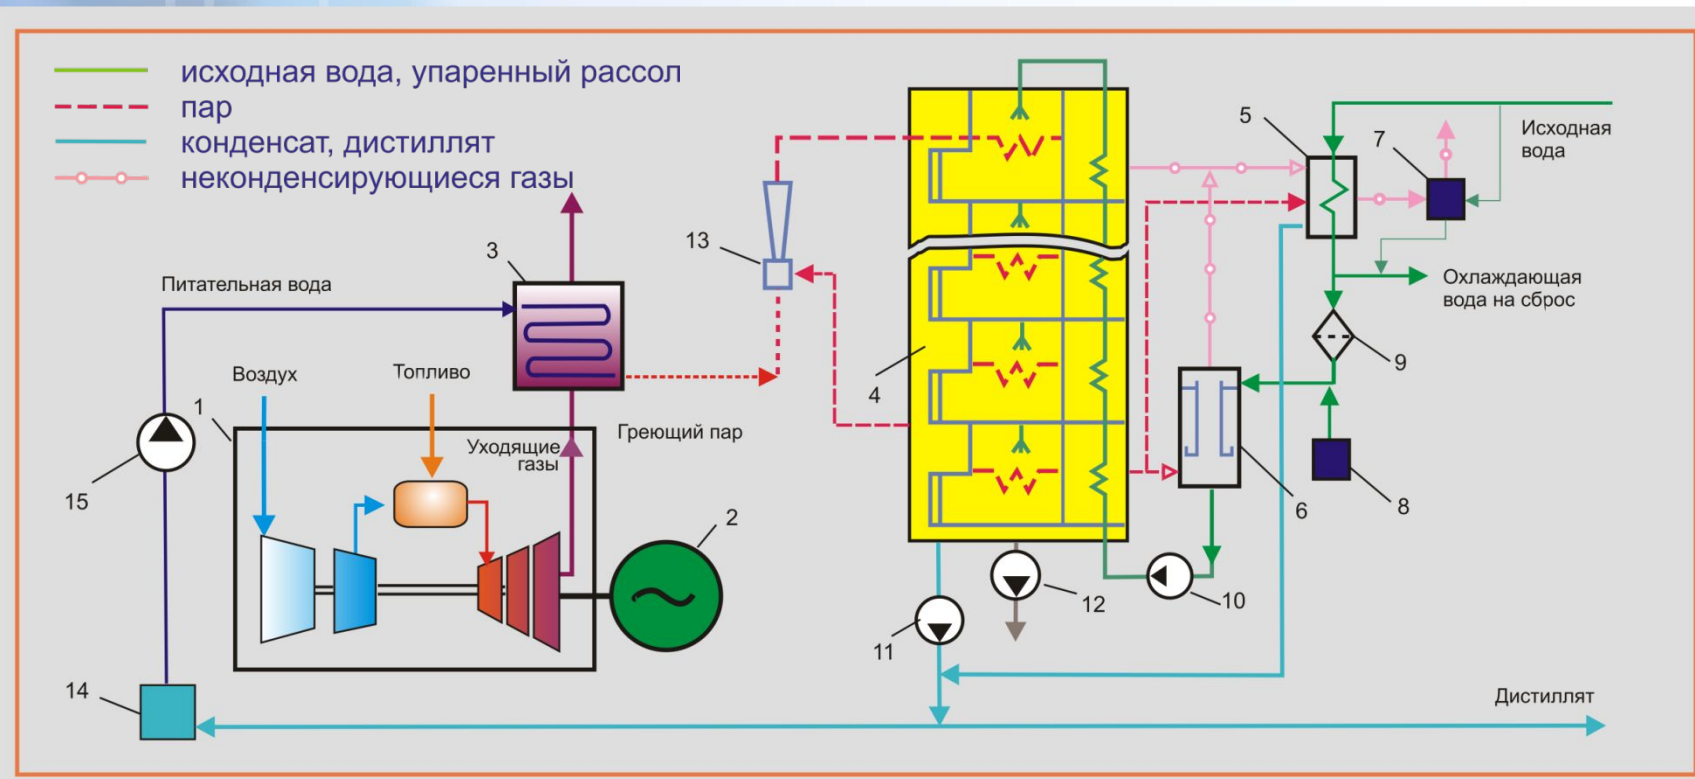 исходная вода, упаренный рассол
пар
конденсат, дистиллят
неконденсирующиеся газы
5
7
Исходная
вода
3
13
Питательная вода
Охлаждающая
вода на сброс
9
4
Воздух
Топливо
1
Греющий пар
Уходящие
газы
15
6
8
2
12
10
11
14
Дистиллят